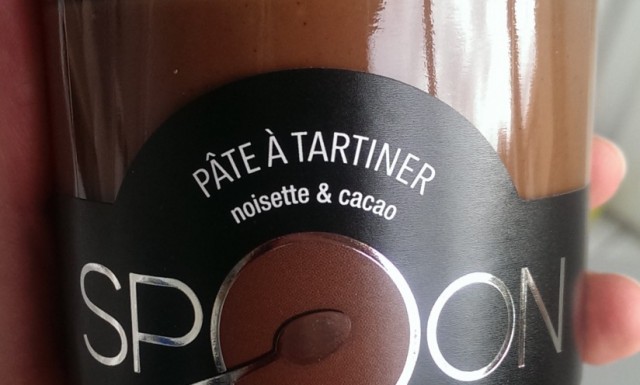 PÂTE À TARTINER
noisette & cacao
SPOON